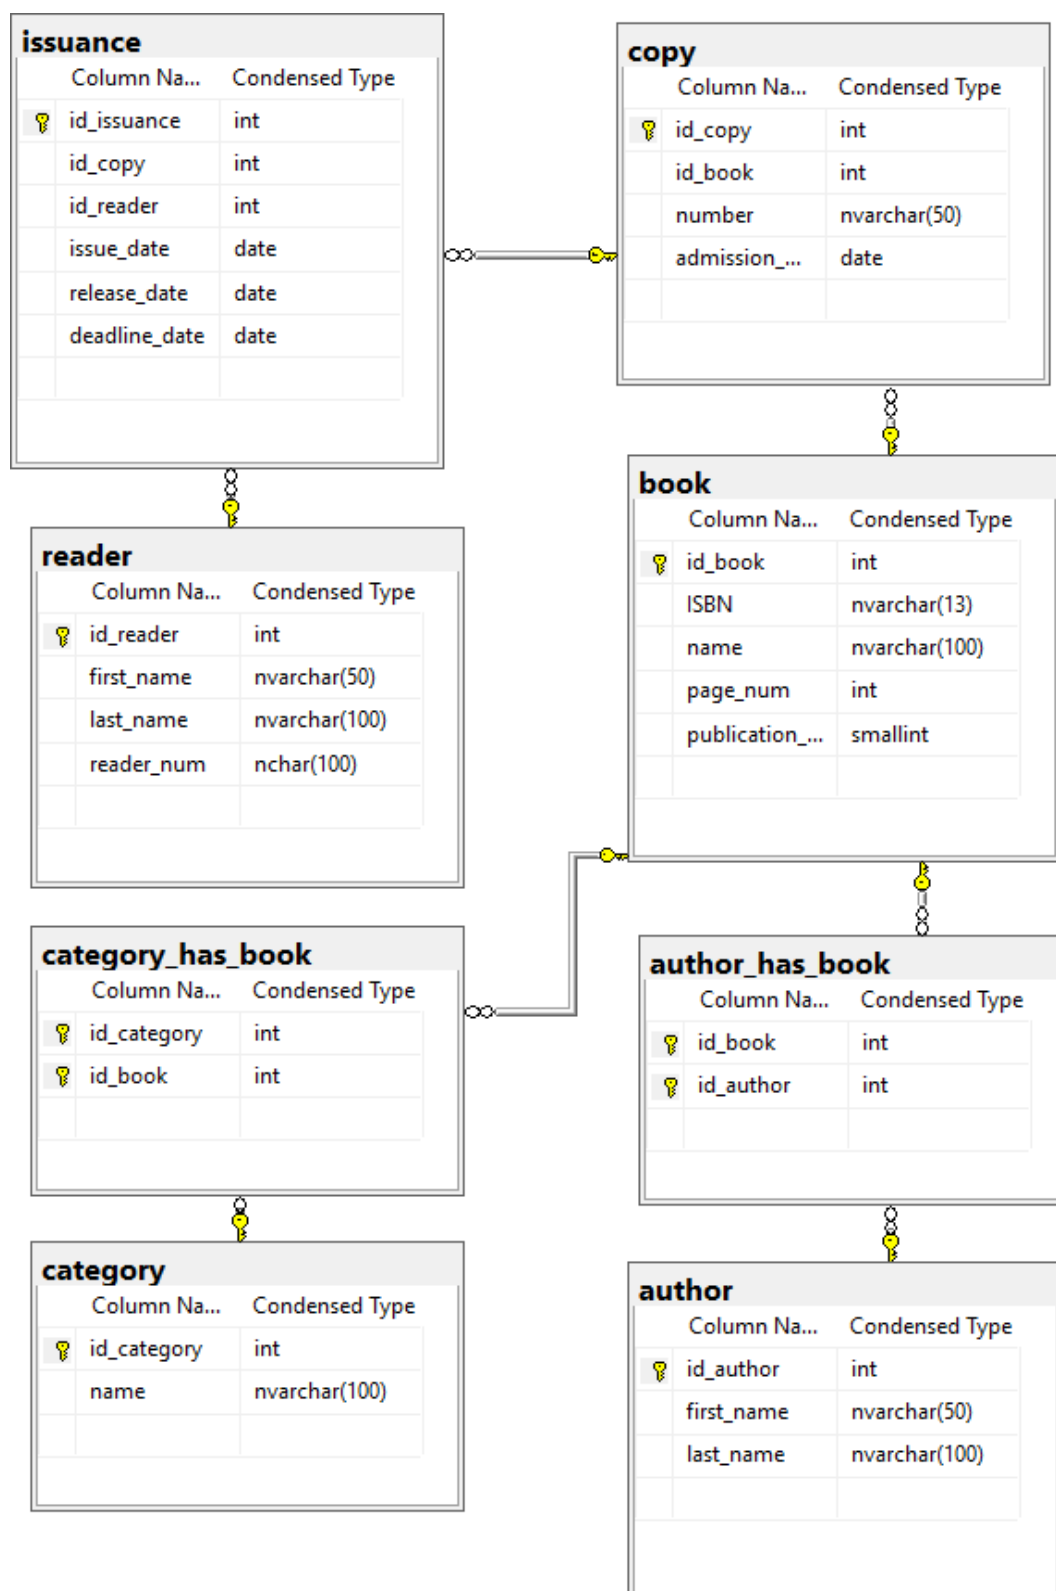 issuance
Column Na... Condensed Type
id_issuance int
id_copy int
id_reader int
issue_date date
release_date date
deadline_date date
copy
Column Na... Condensed Type
id_copy int
id_book int
number nvarchar(50)
admission_... date
reader
Column Na... Condensed Type
id_reader int
first_name nvarchar(50)
last_name nvarchar(100)
reader_num nchar(100)
book
Column Na... Condensed Type
id_book int
ISBN nvarchar(13)
name nvarchar(100)
page_num int
publication_... smallint
category_has_book
Column Na... Condensed Type
id_category int
id_book int
author_has_book
Column Na... Condensed Type
id_book int
id_author int
category
Column Na... Condensed Type
id_category int
name nvarchar(100)
author
Column Na... Condensed Type
id_author int
first_name nvarchar(50)
last_name nvarchar(100)